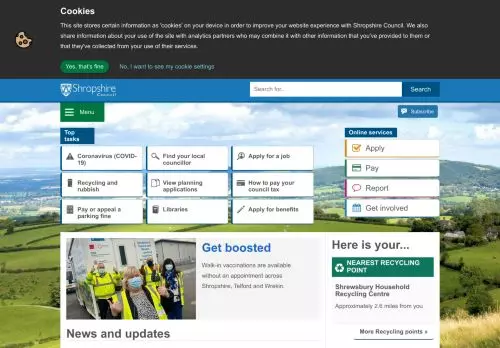 Cookies
This site stores certain information as 'cookies' on your device in order to improve your website experience with Shropshire Council. We also
share information about your use of the site with analytics partners who may combine it with other information that you've provided to them or
that they've collected from your use of their services.
Yes, that's fine
No, I want to see my cookie settings
Shropshire
Council
Search for...
Search
Menu
Subscribe
Top
tasks
Online services
Coronavirus (COVID-
19)
Find your local
councillor
Apply for a job
Recycling and
rubbish
View planning
applications
How to pay your
council tax
Pay or appeal a
parking fine
Libraries
Apply for benefits
Apply
Pay
Report
Get involved
Get boosted
Walk-in vaccinations are available
without an appointment across
Shropshire, Telford and Wrekin.
Here is your...
NEAREST RECYCLING
POINT
Shrewsbury Household
Recycling Centre
Approximately 2.6 miles from you
More Recycling points »
News and updates